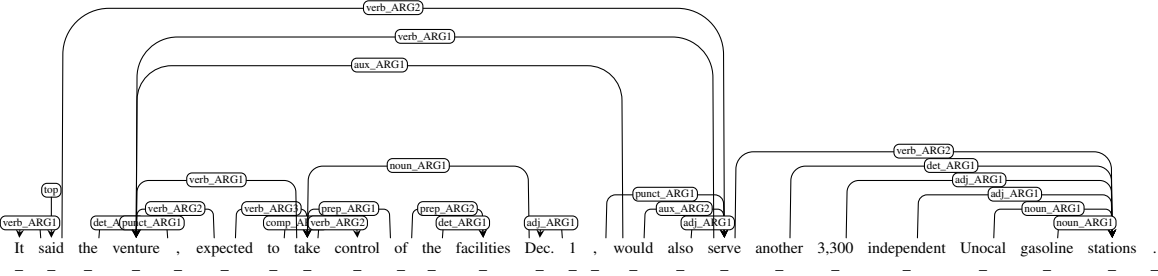 verb_ARG2
verb_ARG1
aux_ARG1
verb_ARG2
noun_ARG1 det_ARG1
top verb_ARG1 adj_ARG1
punct_ARG1 adj_ARG1
verb_ARG2 verb_ARG3 prep_ARG1 prep_ARG2 aux_ARG2 noun_ARG1
verb_ARG1 det_A punct_ARG1 comp_A verb_ARG2 det_ARG1 adj_ARG1 adj_ARG1 noun_ARG1
It said the venture , expected to take control of the facilities Dec. 1 , would also serve another 3,300 independent Unocal gasoline stations .